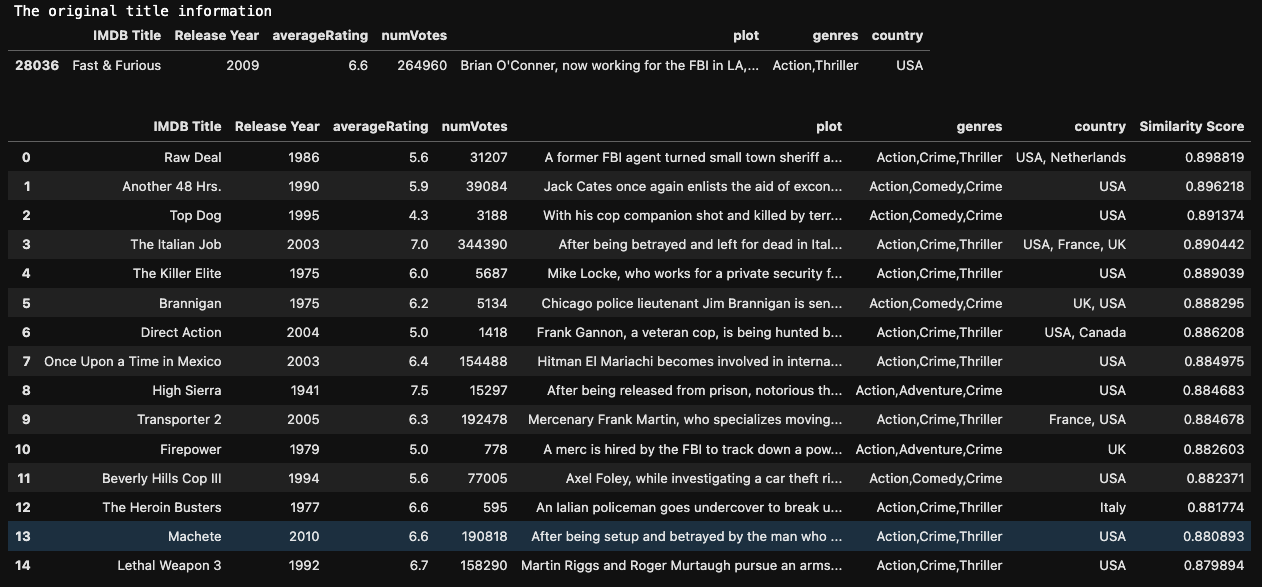 The original title information
IMDB Title Release Year averageRating numVotes plot genres country
28036 Fast & Furious 2009 6.6 264960 Brian O'Conner, now working for the FBI in LA,... Action,Thriller USA
IMDB Title Release Year averageRating numVotes plot genres country Similarity Score
0 Raw Deal 1986 5.6 31207 A former FBI agent turned small town sheriff a... Action,Crime,Thriller USA, Netherlands 0.898819
1 Another 48 Hrs. 1990 5.9 39084 Jack Cates once again enlists the aid of excon... Action,Comedy,Crime USA 0.896218
2 Top Dog 1995 4.3 3188 With his cop companion shot and killed by terr... Action,Comedy,Crime USA 0.891374
3 The Italian Job 2003 7.0 344390 After being betrayed and left for dead in Ital... Action,Crime,Thriller USA, France, UK 0.890442
4 The Killer Elite 1975 6.0 5687 Mike Locke, who works for a private security f... Action,Crime,Thriller USA 0.889039
5 Brannigan 1975 6.2 5134 Chicago police lieutenant Jim Brannigan is sen... Action,Comedy,Crime UK, USA 0.888295
6 Direct Action 2004 5.0 1418 Frank Gannon, a veteran cop, is being hunted b... Action,Crime,Thriller USA, Canada 0.886208
7 Once Upon a Time in Mexico 2003 6.4 154488 Hitman El Mariachi becomes involved in interna... Action,Crime,Thriller USA 0.884975
8 High Sierra 1941 7.5 15297 After being released from prison, notorious th... Action,Adventure,Crime USA 0.884683
9 Transporter 2 2005 6.3 192478 Mercenary Frank Martin, who specializes moving... Action,Crime,Thriller France, USA 0.884678
10 Firepower 1979 5.0 778 A merc is hired by the FBI to track down a pow... Action,Adventure,Crime UK 0.882603
11 Beverly Hills Cop III 1994 5.6 77005 Axel Foley, while investigating a car theft ri... Action,Comedy,Crime USA 0.882371
12 The Heroin Busters 1977 6.6 595 An Ialian policeman goes undercover to break u... Action,Crime,Thriller Italy 0.881774
13 Machete 2010 6.6 190818 After being setup and betrayed by the man who ... Action,Crime,Thriller USA 0.880893
14 Lethal Weapon 3 1992 6.7 158290 Martin Riggs and Roger Murtaugh pursue an arms... Action,Crime,Thriller USA 0.879894